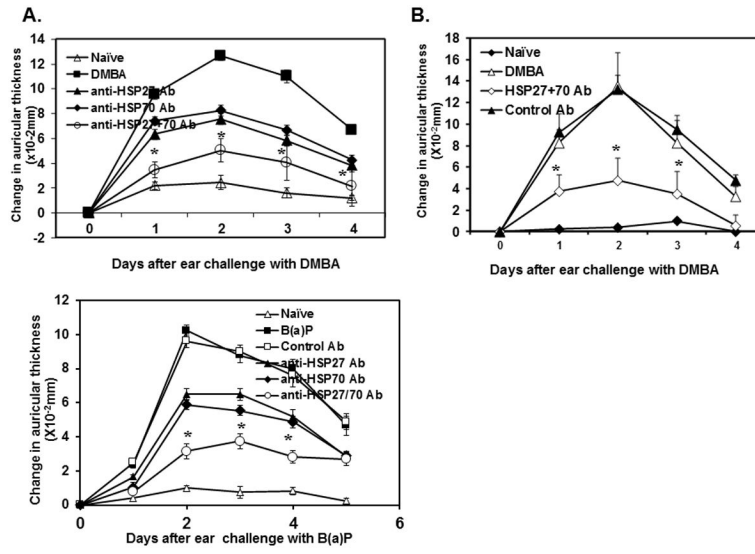 A.
14
12
10
8
6
4
2
0
-2
Change in auricular thickness
(x10-2mm)
Naïve
DMBA
anti-HSP27 Ab
anti-HSP70 Ab
anti-HSP27+70 Ab
*
*
*
*
0 1 2 3 4
Days after ear challenge with DMBA
B.
18
16
14
12
10
8
6
4
2
0
Change in auricular thickness
(X10-2mm)
Naïve
DMBA
HSP27+70 Ab
Control Ab
*
*
*
0 1 2 3 4
Days after ear challenge with DMBA
12
10
8
6
4
2
0
Change in auricular thickness
(X10-2mm)
Naïve
B(a)P
Control Ab
anti-HSP27 Ab
anti-HSP70 Ab
anti-HSP27/70 Ab
*
*
*
0 2 4 6
Days after ear challenge with B(a)P